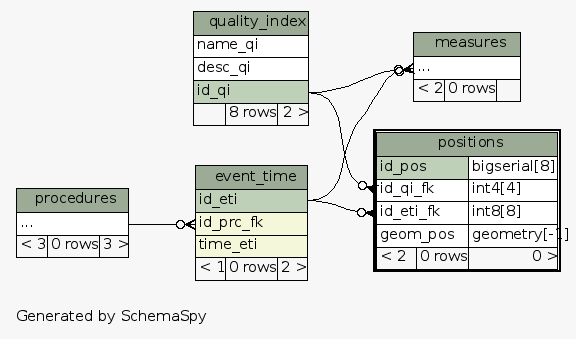 quality_index
name_qi
desc_qi
id_qi
8 rows 2 >
measures
...
< 2 0 rows
positions
id_pos bigserial[8]
id_qi_fk int4[4]
id_eti_fk int8[8]
geom_pos geometry[-1]
< 2 0 rows 0 >
event_time
id_eti
id_prc_fk
time_eti
< 1 0 rows 2 >
procedures
...
< 3 0 rows 3 >
Generated by SchemaSpy